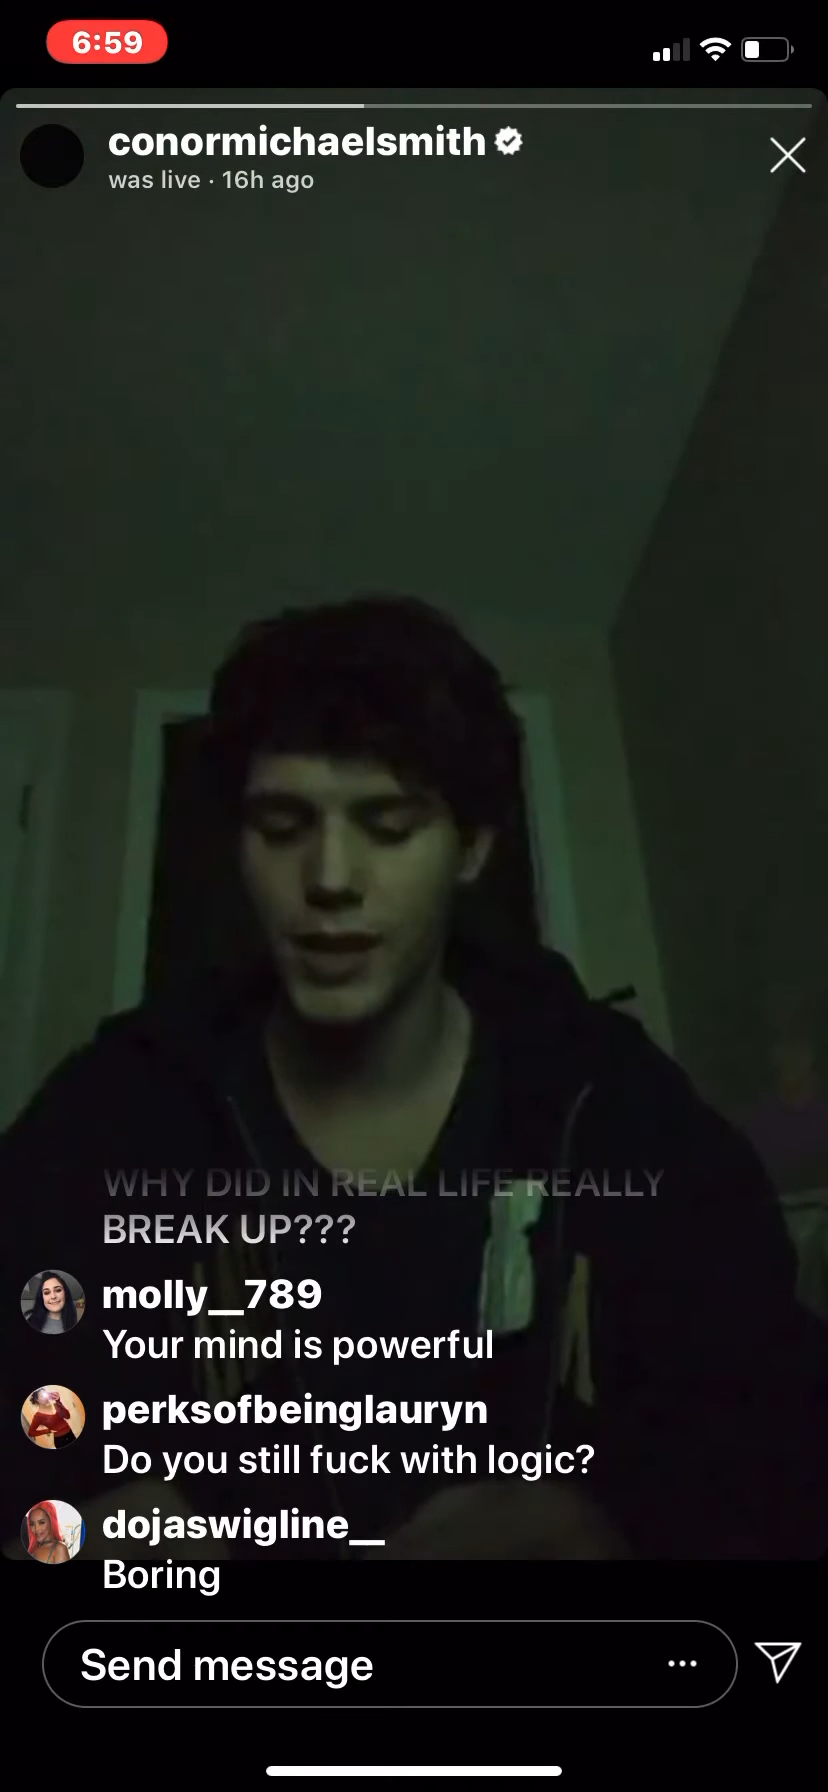 6:59
conormichaelsmith
was live · 16h ago
WHY DID IN REAL LIFE REALLY
BREAK UP???
molly__789
Your mind is powerful
perksofbeinglauryn
Do you still fuck with logic?
dojaswigline__
Boring
Send message